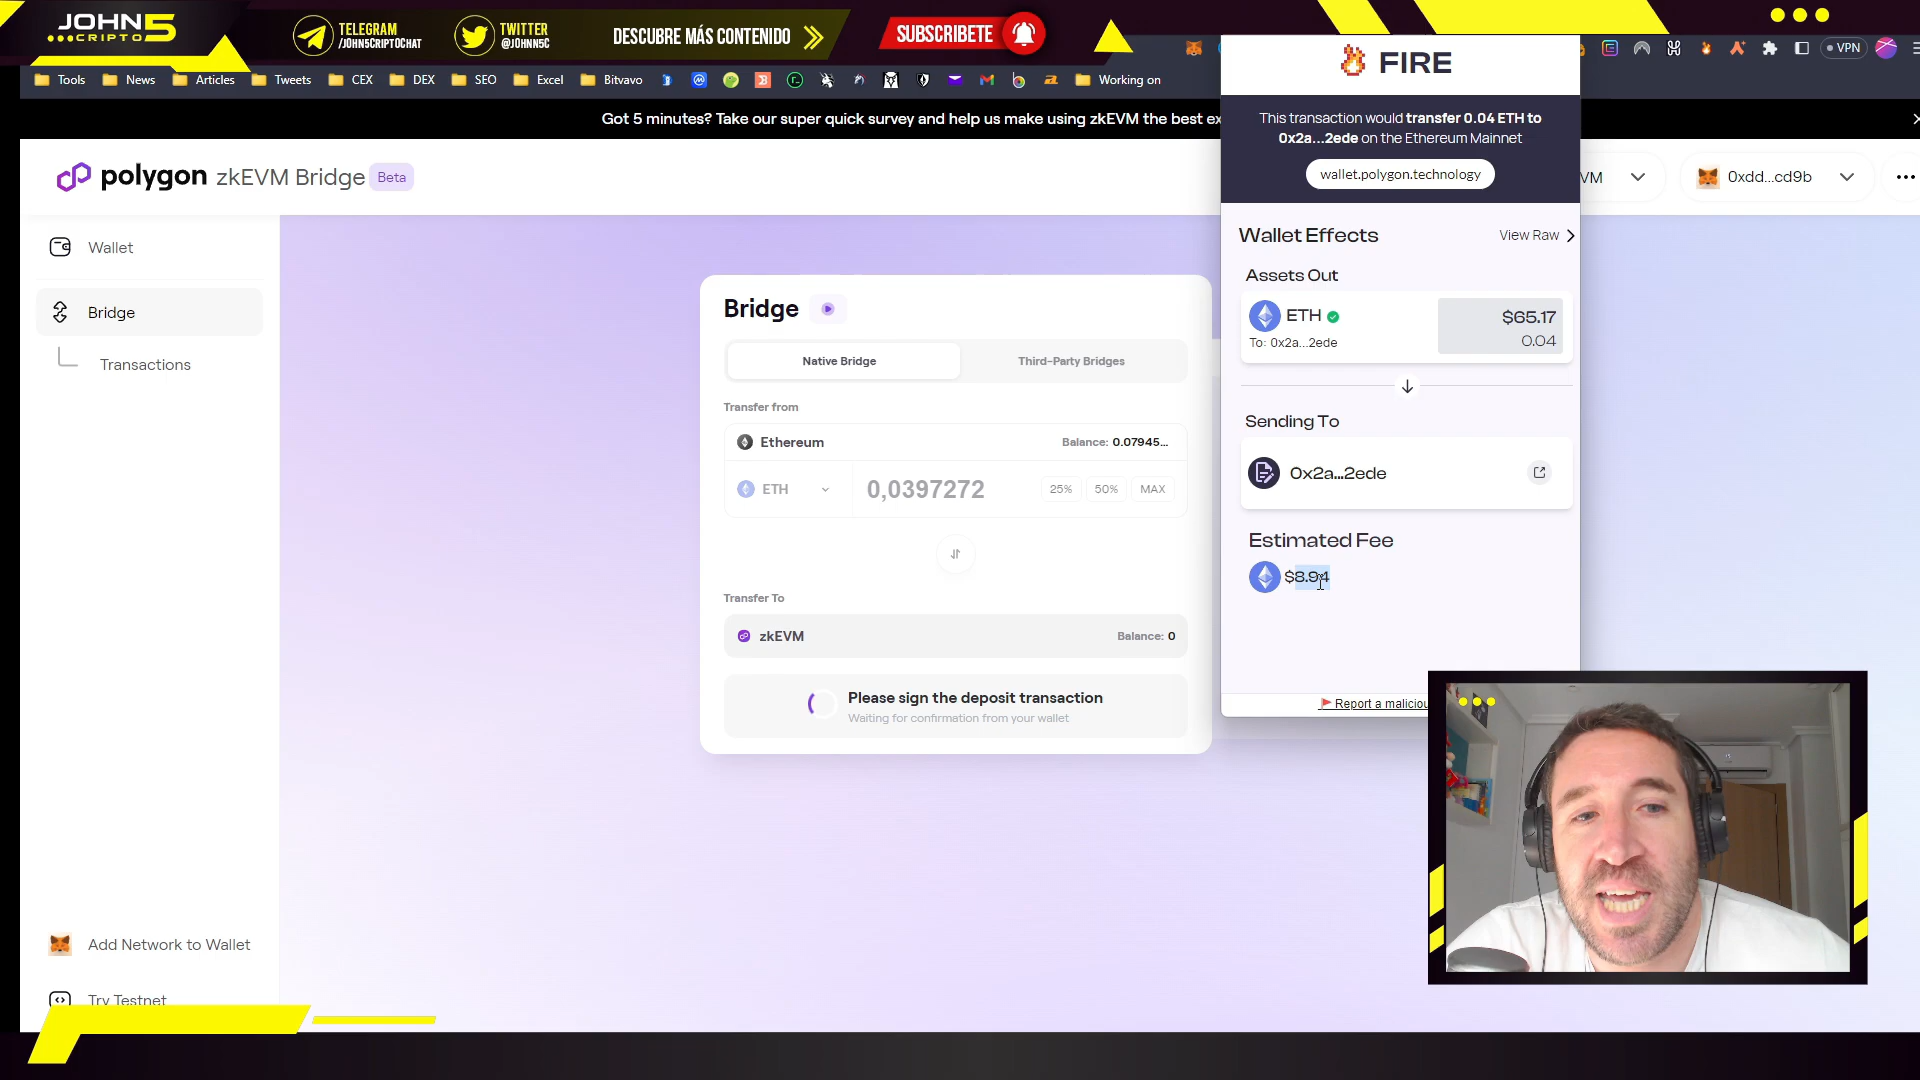 JOHN5
CRIPTO
TELEGRAM
/JOHN5CRIPTOCHAT
TWITTER
@J0HNN5C
DESCUBRE MÁS CONTENIDO
SUBSCRIBETE
VPN
Tools
News
Articles
Tweets
CEX
DEX
SEO
Excel
Bitvavo
Working on
Got 5 minutes? Take our super quick survey and help us make using zkEVM the best ex
polygon zkEVM Bridge Beta
VM
0xdd...cd9b
Wallet
Bridge
Transactions
Add Network to Wallet
Try Testnet
Bridge
Native Bridge
Third-Party Bridges
Transfer from
Ethereum
Balance: 0.07945...
ETH
0,0397272
25%
50%
MAX
Transfer To
zkEVM
Balance: 0
Please sign the deposit transaction
Waiting for confirmation from your wallet
FIRE
This transaction would transfer 0.04 ETH to
0x2a...2ede on the Ethereum Mainnet
wallet.polygon.technology
Wallet Effects
View Raw
Assets Out
ETH
$65.17
To: 0x2a...2ede
0.04
Sending To
0x2a...2ede
Estimated Fee
$8.94
Report a maliciou